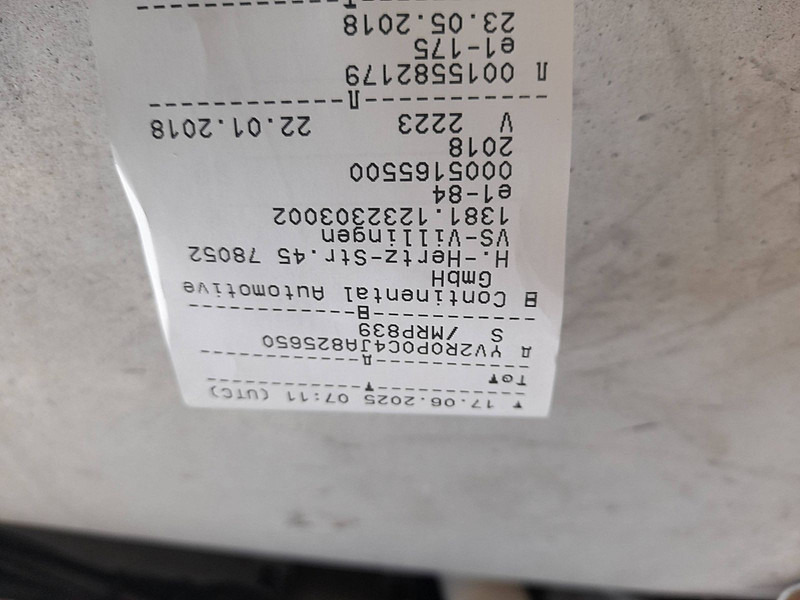 ▼ 17.06.2025 07:11 (UTC)
----------▼----------
T⊙▼
----------Д----------
Д YV2R0P0C4JA825650
S /MRP839
----------B----------
B Continental Automotive
GmbH
H.-Hertz-Str.45 78052
VS-Villingen
1381.1232303002
e1-84
0005165500
2018
V 2223 22.01.2018
----------Л----------
Л 0015582179
e1-175
23.05.2018